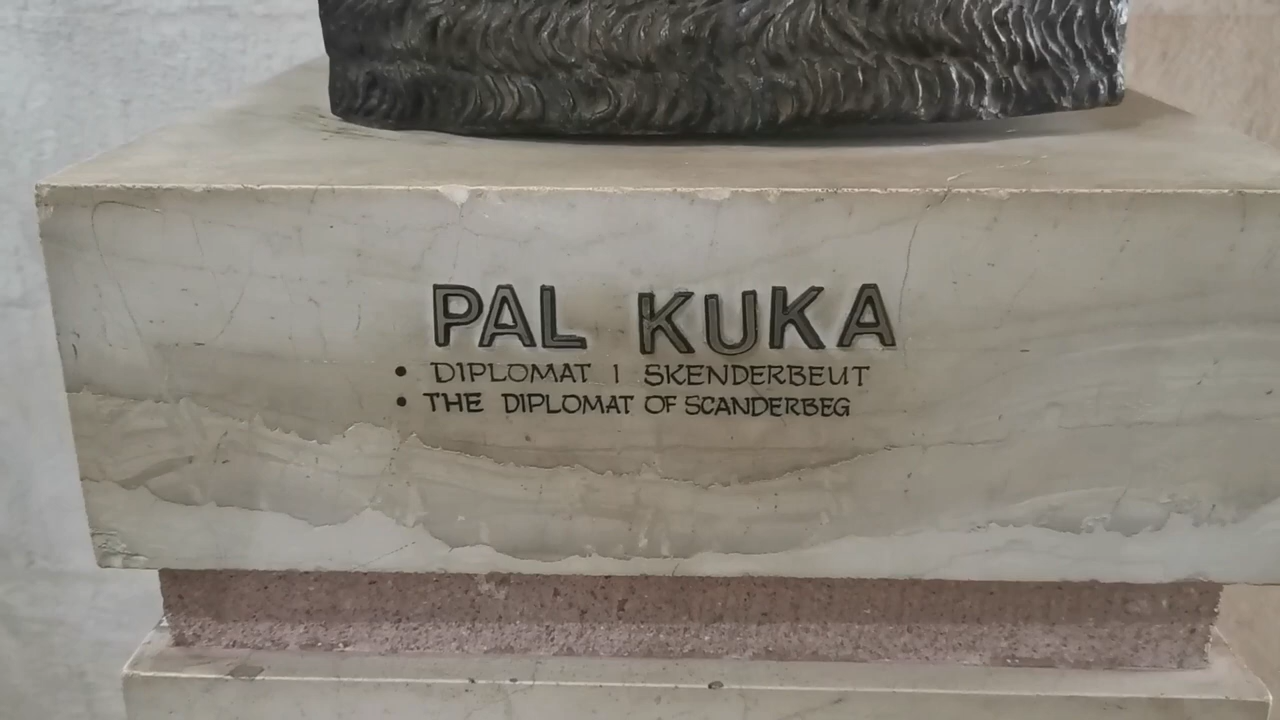 PAL KUKA
• DIPLOMAT I SKENDERBEUT
• THE DIPLOMAT OF SCANDERBEG